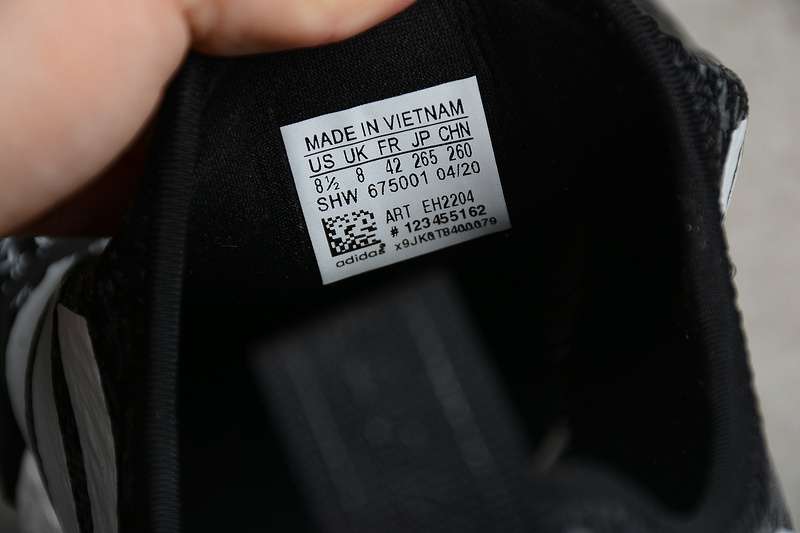 MADE IN VIETNAM
US UK FR JP CHN
8½ 8 42 265 260
SHW 675001 04/20
ART EH2204
# 123455162
adidas